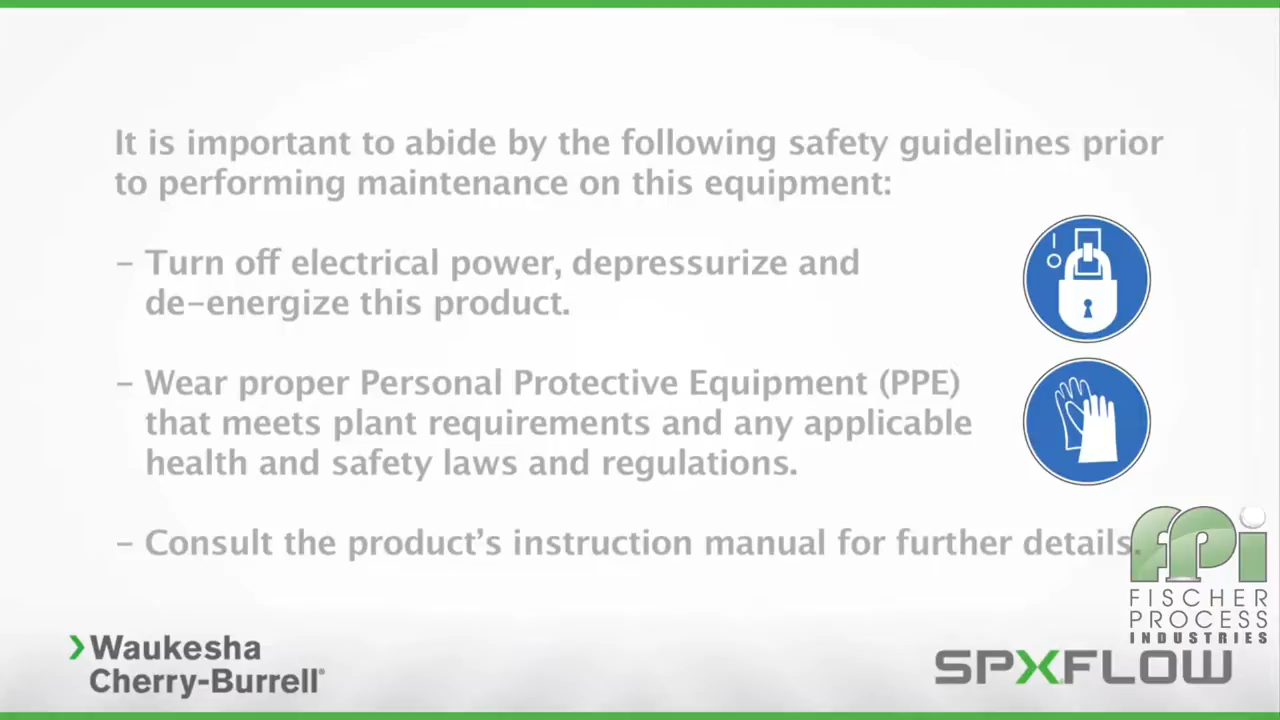 It is important to abide by the following safety guidelines prior
to performing maintenance on this equipment:
- Turn off electrical power, depressurize and
de-energize this product.
- Wear proper Personal Protective Equipment (PPE)
that meets plant requirements and any applicable
health and safety laws and regulations.
- Consult the product's instruction manual for further details.
fPi
FISCHER
PROCESS
INDUSTRIES
Waukesha
Cherry-Burrell®
SPXFLOW